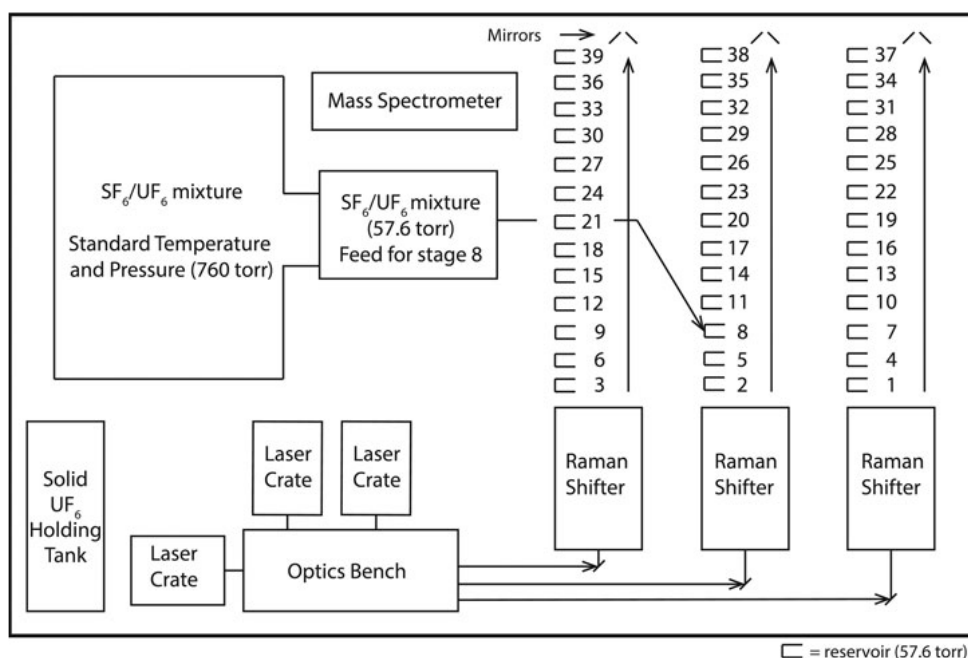 Mirrors
39 38 37
36 35 34
33 32 31
30 29 28
27 26 25
24 23 22
21 20 19
18 17 16
15 14 13
12 11 10
9 8 7
6 5 4
3 2 1
Mass Spectrometer
SF₆/UF₆ mixture
Standard Temperature
and Pressure (760 torr)
SF₆/UF₆ mixture
(57.6 torr)
Feed for stage 8
Solid
UF₆
Holding
Tank
Laser
Crate
Laser
Crate
Laser
Crate
Optics Bench
Raman
Shifter
Raman
Shifter
Raman
Shifter
= reservoir (57.6 torr)